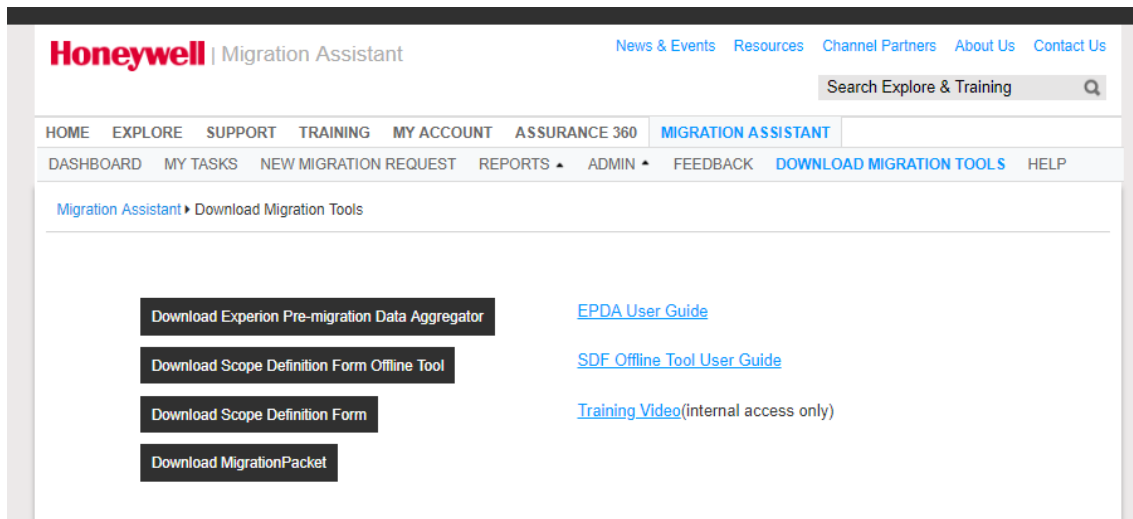 Honeywell | Migration Assistant
News & Events Resources Channel Partners About Us Contact Us
Search Explore & Training
HOME EXPLORE SUPPORT TRAINING MY ACCOUNT ASSURANCE 360 MIGRATION ASSISTANT
DASHBOARD MY TASKS NEW MIGRATION REQUEST REPORTS ADMIN FEEDBACK DOWNLOAD MIGRATION TOOLS HELP
Migration Assistant Download Migration Tools
Download Experion Pre-migration Data Aggregator
EPDA User Guide
Download Scope Definition Form Offline Tool
SDF Offline Tool User Guide
Download Scope Definition Form
Training Video(internal access only)
Download MigrationPacket